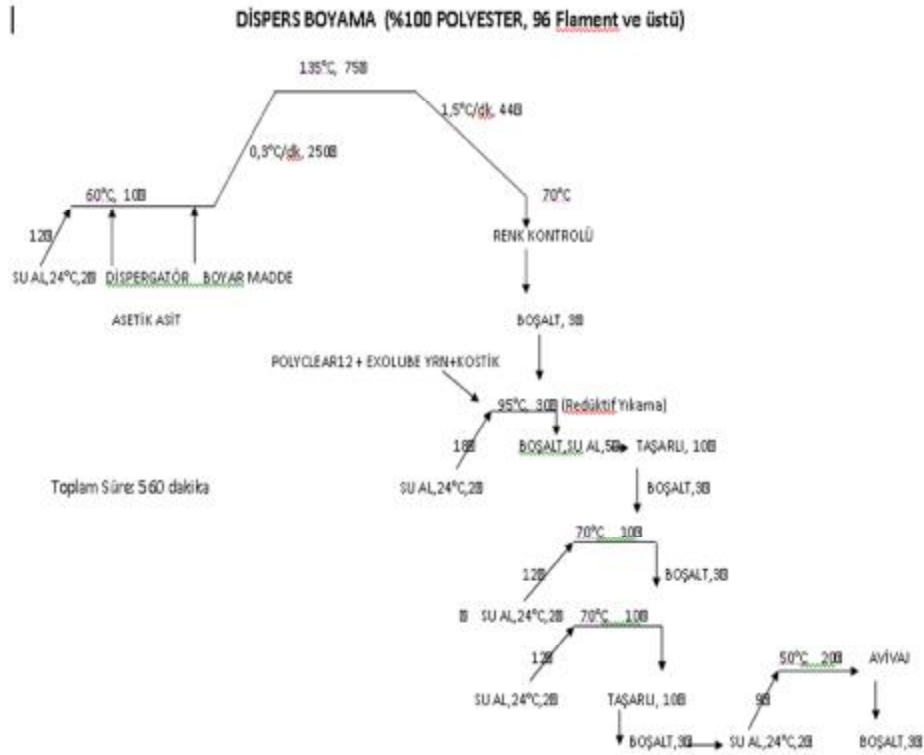 DİSPERS BOYAMA (%100 POLYESTER, 96 Flament ve üstü)
135°C, 75
1,5°C/dk, 44
0,3°C/dk, 250
60°C, 10
70°C
12
RENK KONTROLÜ
SU AL,24°C,2 DİSPERGATÖR BOYAR MADDE
ASETİK ASİT
BOŞALT, 3
POLYCLEAR12 + EXOLUBE YRN+KOSTİK
95°C, 30 (Redüktif Yıkama)
18
BOŞALT,SU AL,5 TAŞARLI, 10
Toplam Süre: 560 dakika
SU AL,24°C,2
BOŞALT,3
70°C 10
12
BOŞALT,3
SU AL,24°C,2
70°C 10
12
50°C 20
AVİVAJ
SU AL,24°C,2
TAŞARLI, 10
9
BOŞALT,3
SU AL,24°C,2
BOŞALT,3